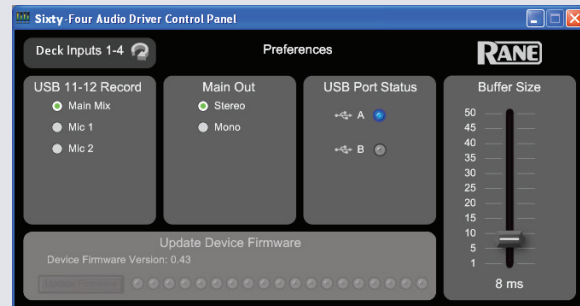 Sixty-Four Audio Driver Control Panel
Deck Inputs 1-4
Preferences
RANE
USB 11-12 Record
Main Mix
Mic 1
Mic 2
Main Out
Stereo
Mono
USB Port Status
A
B
Buffer Size
50
45
40
35
30
25
20
15
10
5
1
8 ms
Update Device Firmware
Device Firmware Version: 0.43
Update Firmware